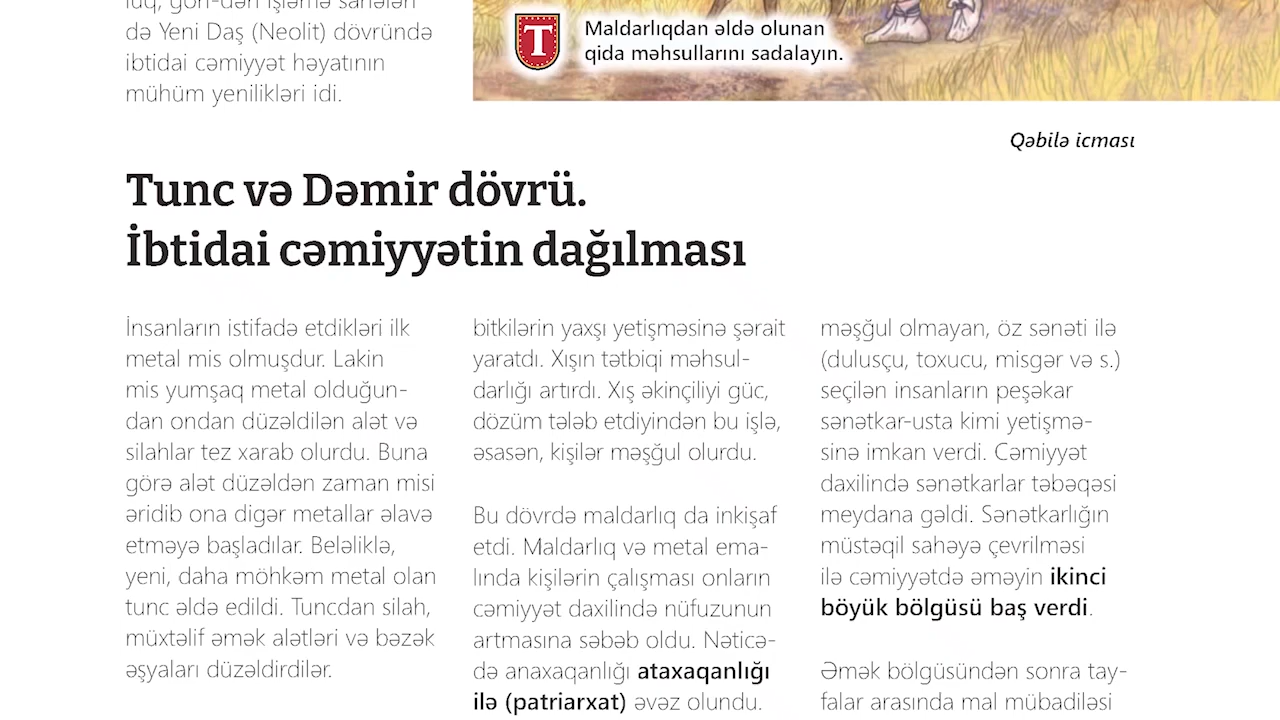 luq, gön-dəri işləmə sahələri
də Yeni Daş (Neolit) dövründə
ibtidai cəmiyyət həyatının
mühüm yenilikləri idi.
T
Maldarlıqdan əldə olunan
qida məhsullarını sadalayın.
Qəbilə icması
Tunc və Dəmir dövrü.
İbtidai cəmiyyətin dağılması
İnsanların istifadə etdikləri ilk
metal mis olmuşdur. Lakin
mis yumşaq metal olduğun-
dan ondan düzəldilən alət və
silahlar tez xarab olurdu. Buna
görə alət düzəldən zaman misi
əridib ona digər metallar əlavə
etməyə başladılar. Beləliklə,
yeni, daha möhkəm metal olan
tunc əldə edildi. Tuncdan silah,
müxtəlif əmək alətləri və bəzək
əşyaları düzəldirdilər.
bitkilərin yaxşı yetişməsinə şərait
yaratdı. Xışın tətbiqi məhsul-
darlığı artırdı. Xış əkinçiliyi güc,
dözüm tələb etdiyindən bu işlə,
əsasən, kişilər məşğul olurdu.
Bu dövrdə maldarlıq da inkişaf
etdi. Maldarlıq və metal ema-
lında kişilərin çalışması onların
cəmiyyət daxilində nüfuzunun
artmasına səbəb oldu. Nəticə-
də anaxaqanlığı ataxaqanlığı
ilə (patriarxat) əvəz olundu.
məşğul olmayan, öz sənəti ilə
(dulusçu, toxucu, misgər və s.)
seçilən insanların peşəkar
sənətkar-usta kimi yetişmə-
sinə imkan verdi. Cəmiyyət
daxilində sənətkarlar təbəqəsi
meydana gəldi. Sənətkarlığın
müstəqil sahəyə çevrilməsi
ilə cəmiyyətdə əməyin ikinci
böyük bölgüsü baş verdi.
Əmək bölgüsündən sonra tay-
falar arasında mal mübadiləsi